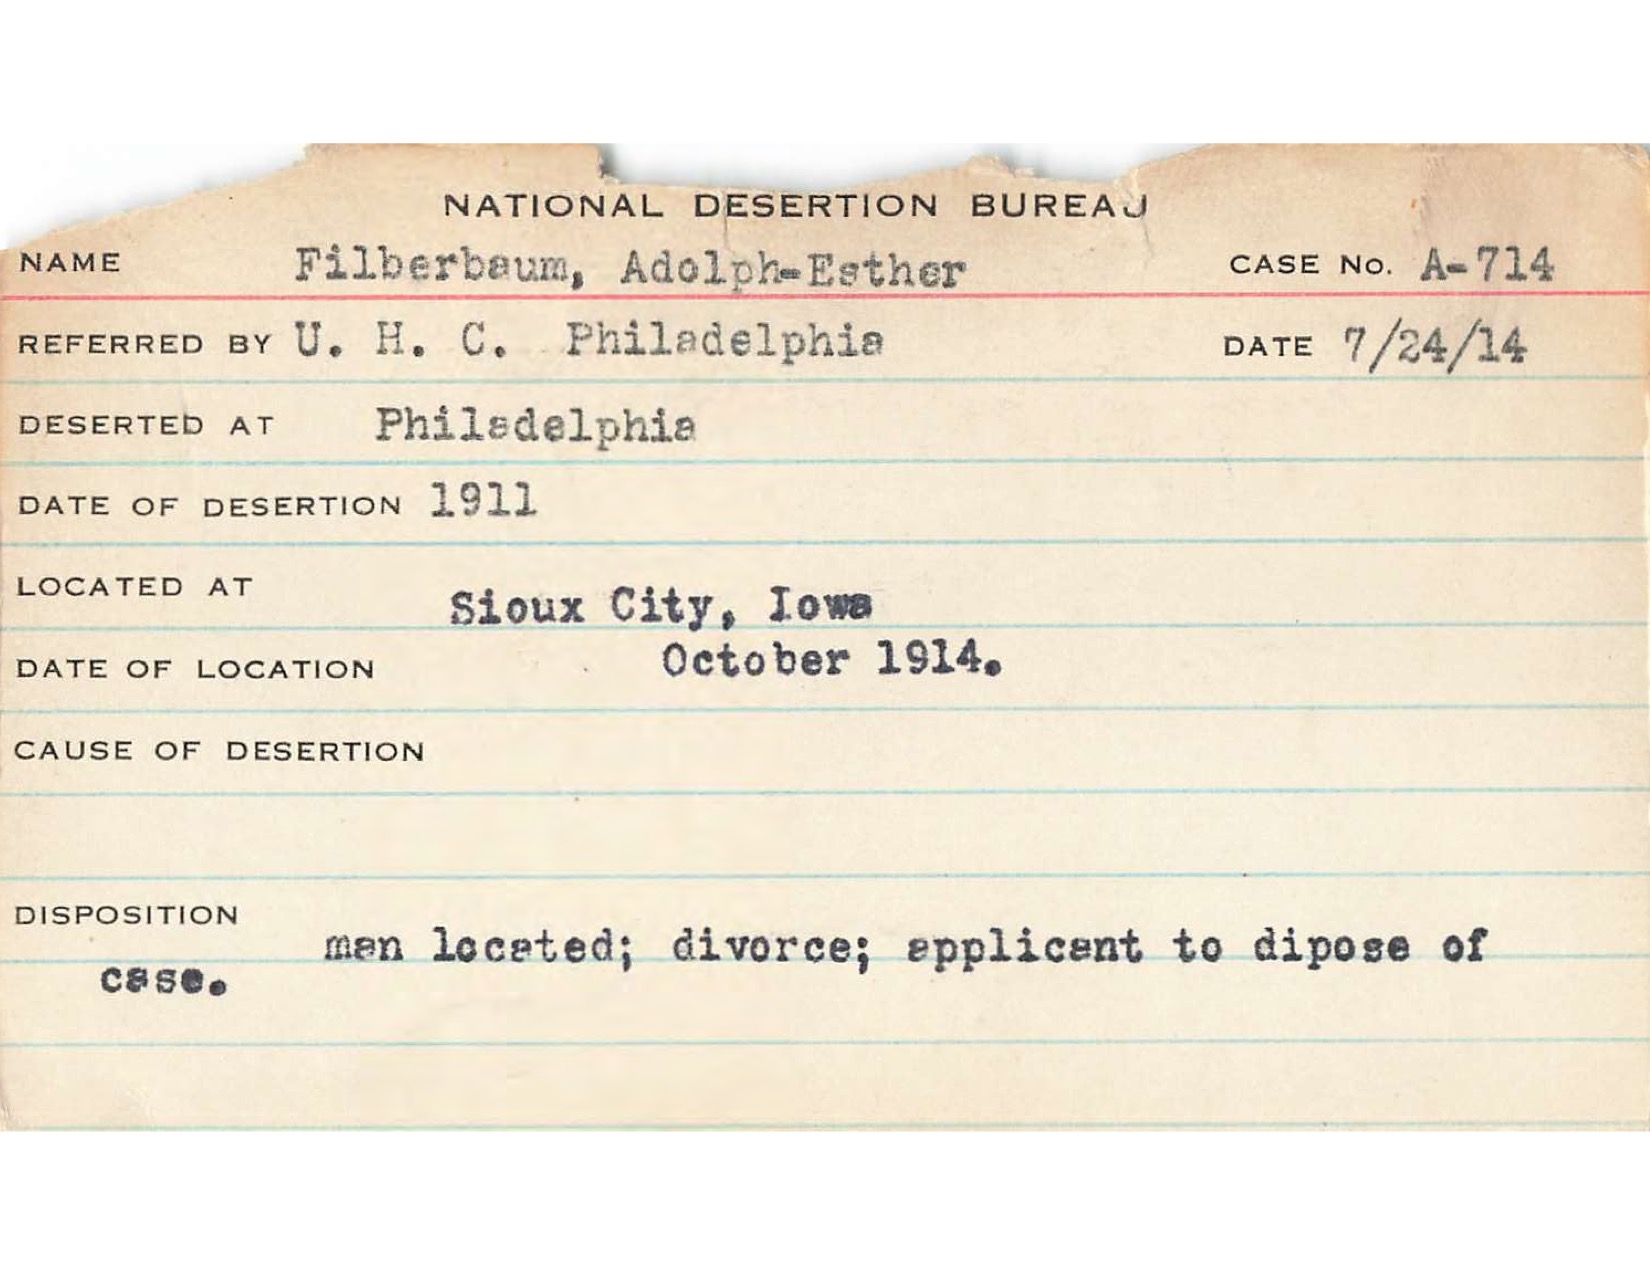 NATIONAL DESERTION BUREAU
NAME Filberbaum, Adolph-Esther CASE No. A-714
REFERRED BY U. H. C. Philadelphia DATE 7/24/14
DESERTED AT Philadelphia
DATE OF DESERTION 1911
LOCATED AT Sioux City, Iowa
DATE OF LOCATION October 1914.
CAUSE OF DESERTION
DISPOSITION
man located; divorce; applicant to dipose of
case.